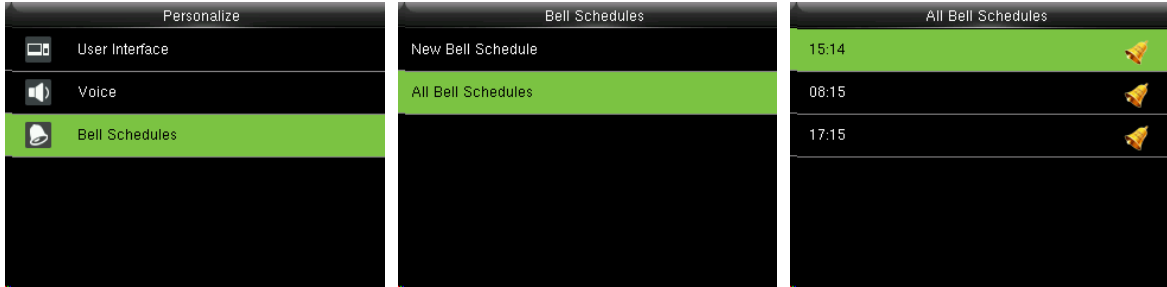 Personalize
User Interface
Voice
Bell Schedules
Bell Schedules
New Bell Schedule
All Bell Schedules
All Bell Schedules
15:14
08:15
17:15